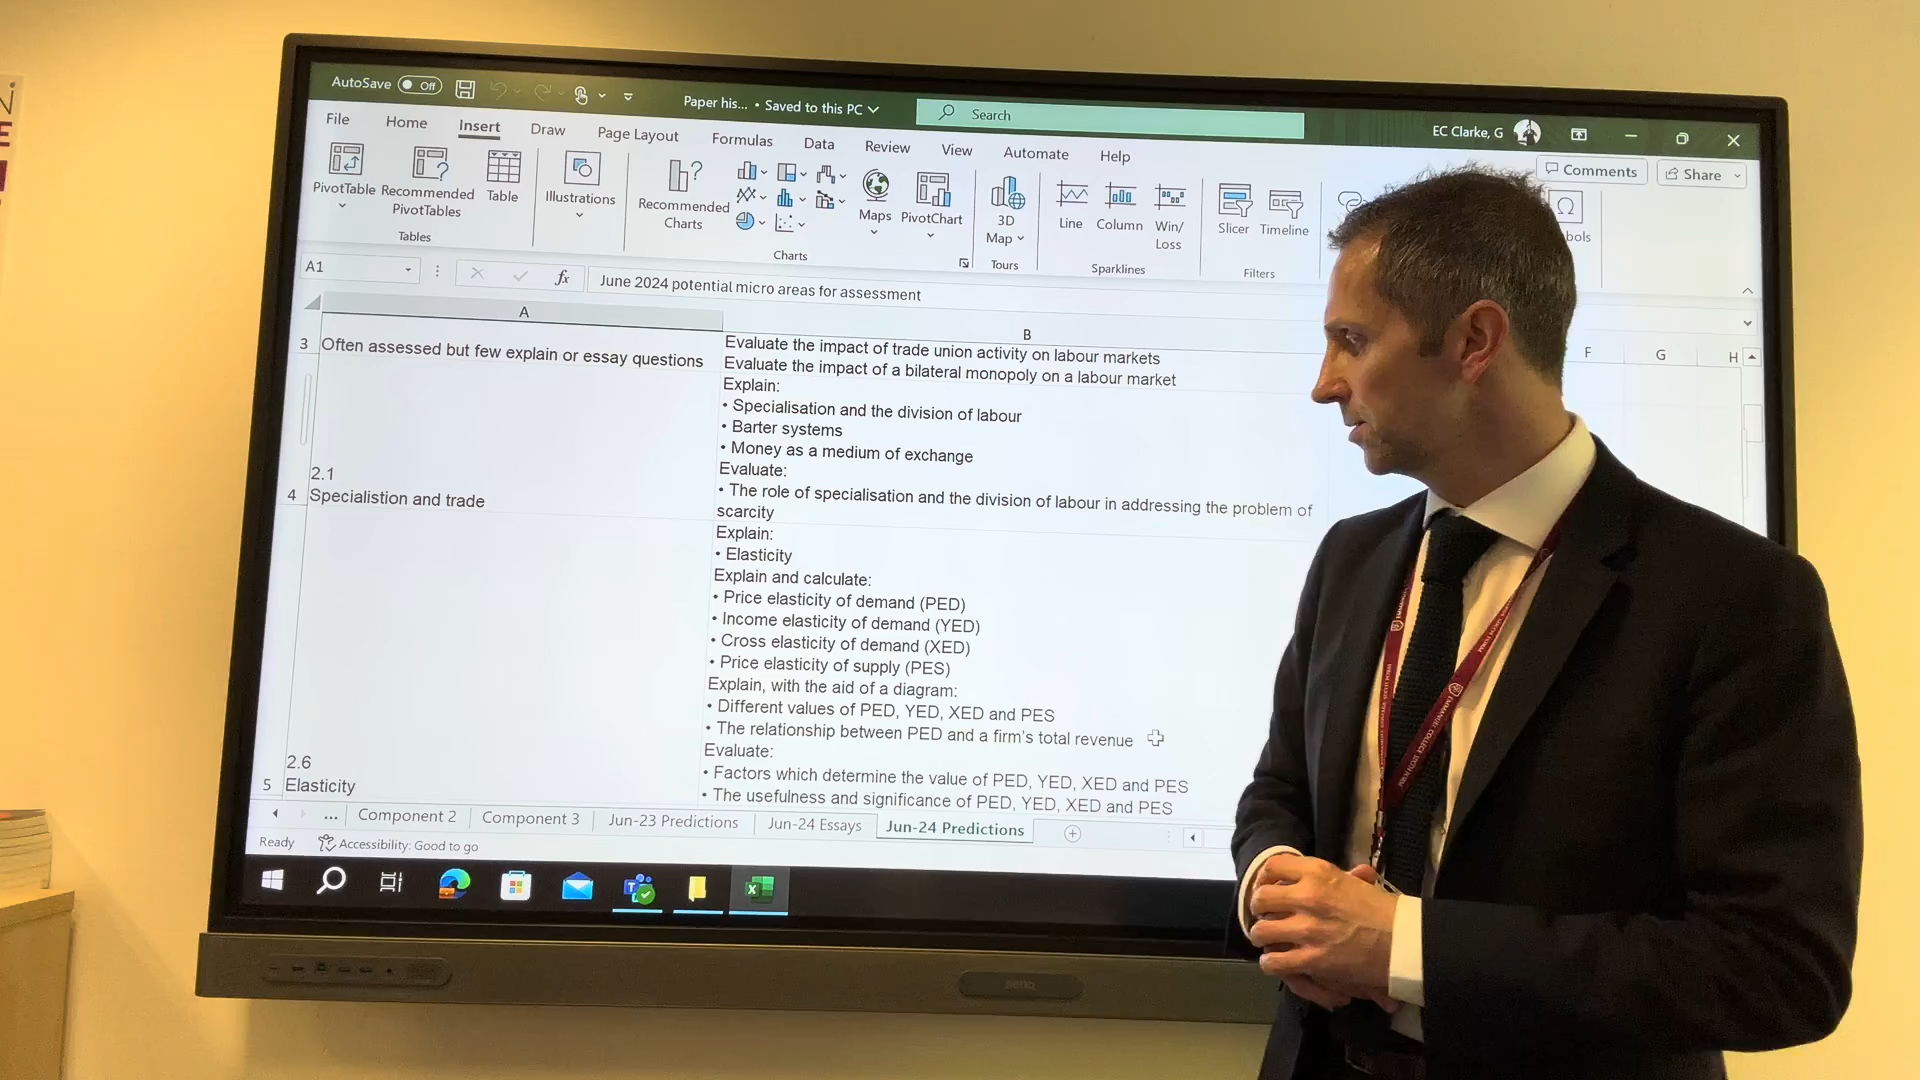 AutoSave Off
Paper his... • Saved to this PC
Search
EC Clarke, G
File
Home
Insert
Draw
Page Layout
Formulas
Data
Review
View
Automate
Help
Comments
Share
PivotTable
Recommended
PivotTables
Table
Illustrations
Recommended
Charts
Maps
PivotChart
3D
Map
Line
Column
Win/
Loss
Slicer
Timeline
Tables
Charts
Tours
Sparklines
Filters
A1
fx
June 2024 potential micro areas for assessment
A
B
F
G
H
3 Often assessed but few explain or essay questions
Evaluate the impact of trade union activity on labour markets
Evaluate the impact of a bilateral monopoly on a labour market
Explain:
• Specialisation and the division of labour
• Barter systems
• Money as a medium of exchange
Evaluate:
• The role of specialisation and the division of labour in addressing the problem of
scarcity
2.1
4 Specialistion and trade
Explain:
• Elasticity
Explain and calculate:
• Price elasticity of demand (PED)
• Income elasticity of demand (YED)
• Cross elasticity of demand (XED)
• Price elasticity of supply (PES)
Explain, with the aid of a diagram:
• Different values of PED, YED, XED and PES
• The relationship between PED and a firm's total revenue
Evaluate:
• Factors which determine the value of PED, YED, XED and PES
• The usefulness and significance of PED, YED, XED and PES
2.6
5 Elasticity
... Component 2
Component 3
Jun-23 Predictions
Jun-24 Essays
Jun-24 Predictions
Ready
Accessibility: Good to go
BenQ